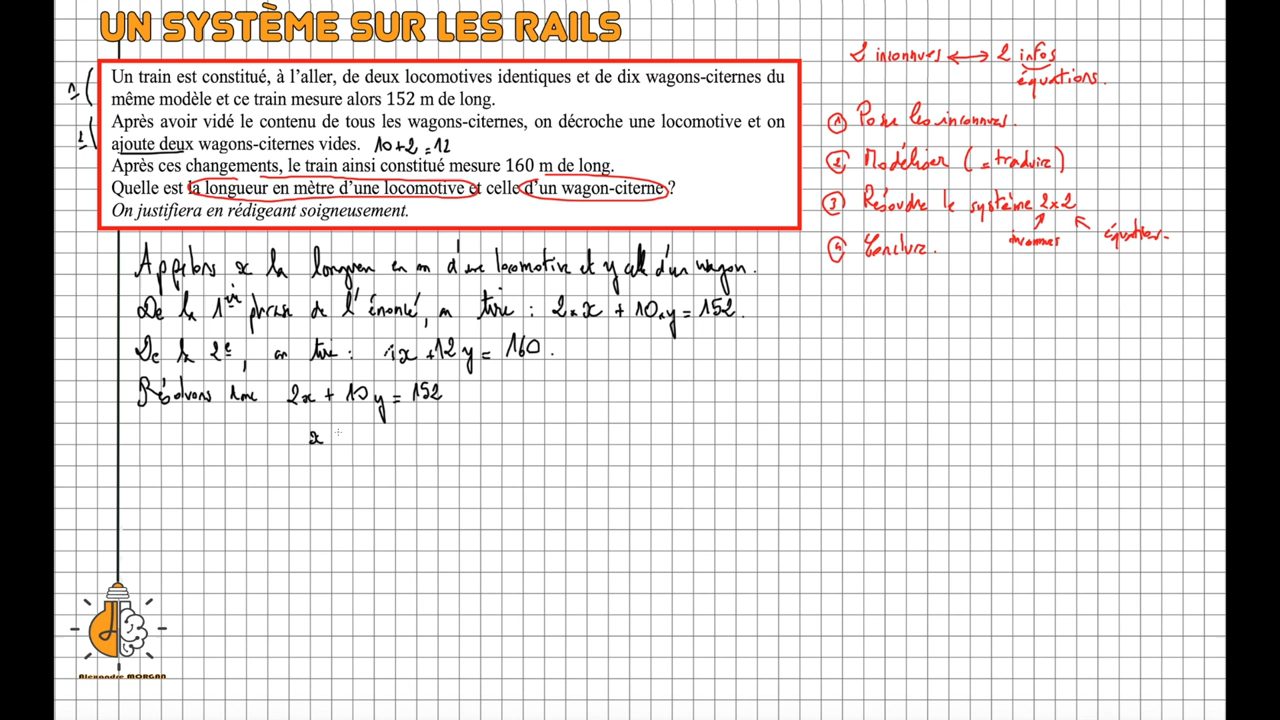 UN SYSTÈME SUR LES RAILS
1
Un train est constitué, à l'aller, de deux locomotives identiques et de dix wagons-citernes du
même modèle et ce train mesure alors 152 m de long.
Après avoir vidé le contenu de tous les wagons-citernes, on décroche une locomotive et on
ajoute deux wagons-citernes vides. 10+2=12
Après ces changements, le train ainsi constitué mesure 160 m de long.
Quelle est la longueur en mètre d'une locomotive et celle d'un wagon-citerne ?
On justifiera en rédigeant soigneusement.
2 inconnues ⟷ 2 infos
équations.
① Poser les inconnues.
② Modéliser (= traduire)
③ Résoudre le système 2x2
inconnues équations.
④ Conclure.
Appelons x la longueur en m d'une locomotive et y celle d'un wagon.
De la 1ère phrase de l'énoncé, on tire : 2×x + 10×y = 152.
De la 2e, on tire : 1x + 12y = 160.
Résolvons 2x + 10y = 152
x
Alexandre MORGAN